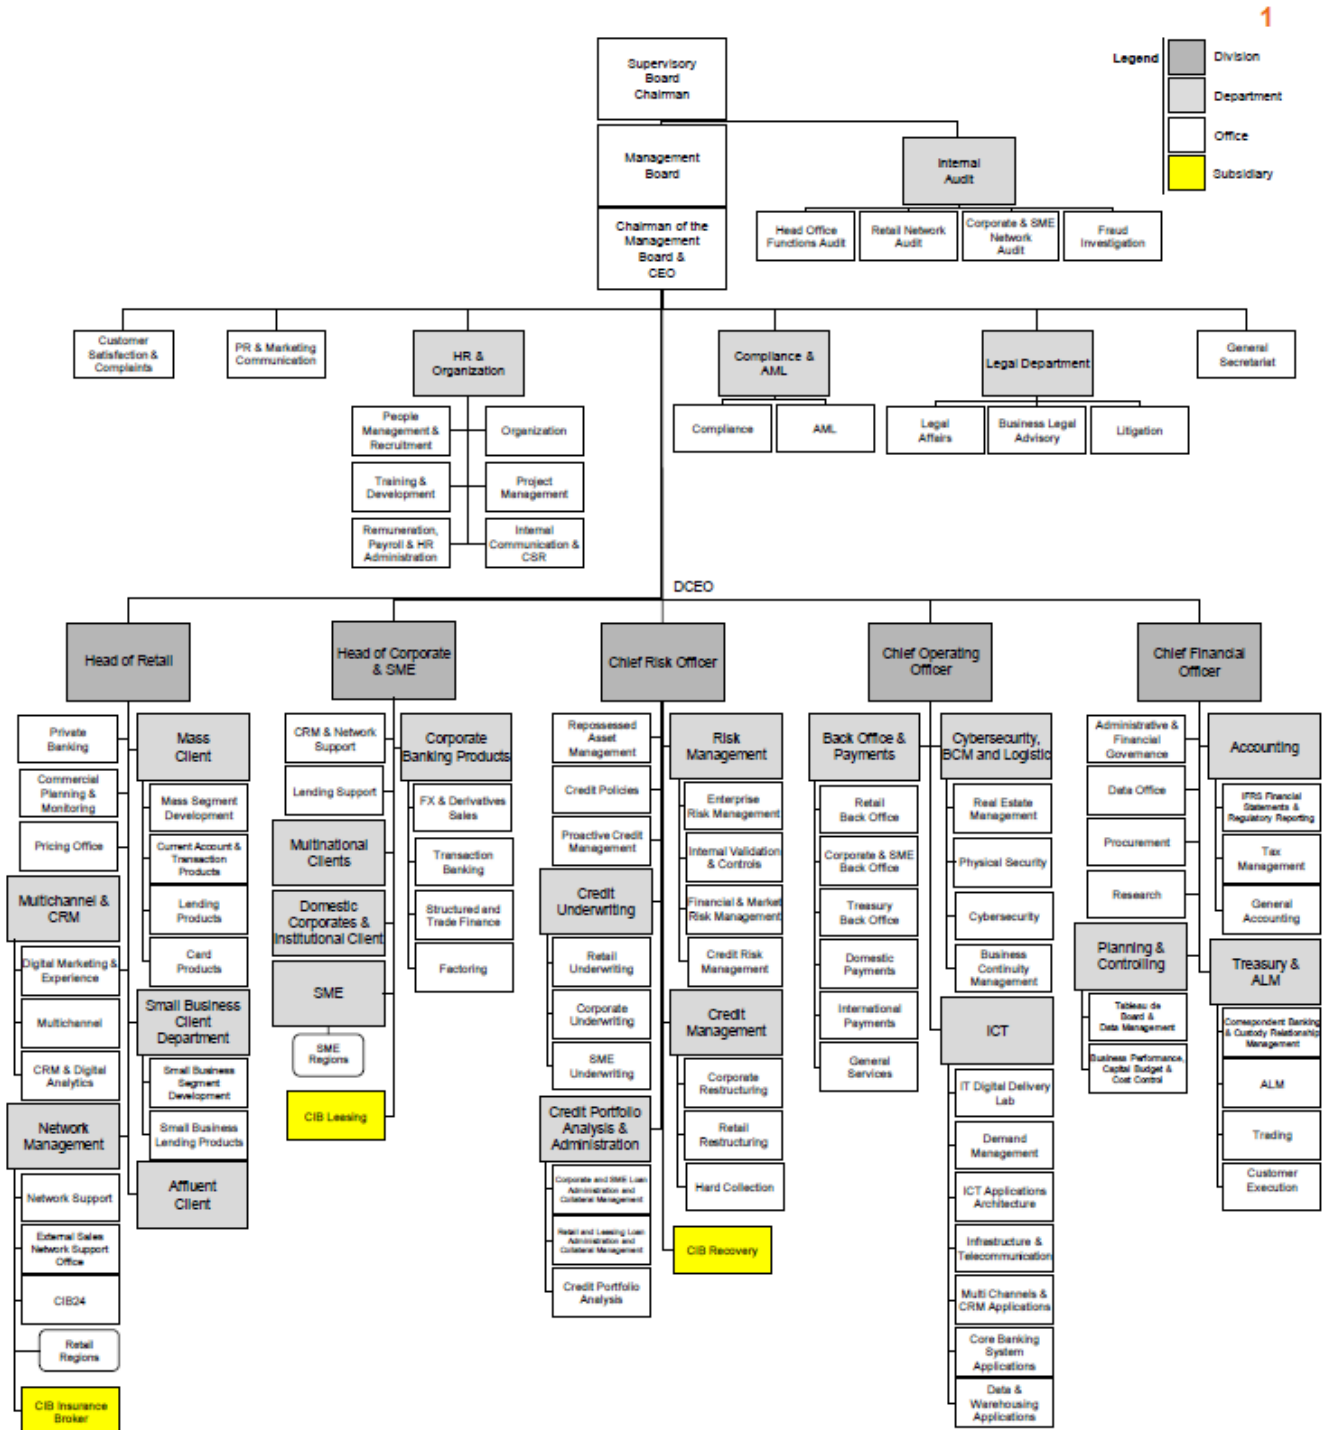 1
Legend
Division
Department
Office
Subsidiary
Supervisory
Board
Chairman
Management
Board
Chairman of the
Management
Board &
CEO
Internal
Audit
Head Office
Functions Audit
Retail Network
Audit
Corporate & SME
Network
Audit
Fraud
Investigation
Customer
Satisfaction &
Complaints
PR & Marketing
Communication
HR &
Organization
Compliance &
AML
Legal Department
General
Secretariat
People
Management &
Recruitment
Organization
Training &
Development
Project
Management
Remuneration,
Payroll & HR
Administration
Internal
Communication &
CSR
Compliance
AML
Legal
Affairs
Business Legal
Advisory
Litigation
DCEO
Head of Retail
Head of Corporate
& SME
Chief Risk Officer
Chief Operating
Officer
Chief Financial
Officer
Private
Banking
Commercial
Planning &
Monitoring
Pricing Office
Multichannel &
CRM
Digital Marketing &
Experience
Multichannel
CRM & Digital
Analytics
Network
Management
Network Support
External Sales
Network Support
Office
CIB24
Retail
Regions
CIB Insurance
Broker
Mass
Client
Mass Segment
Development
Current Account &
Transaction
Products
Lending
Products
Card
Products
Small Business
Client
Department
Small Business
Segment
Development
Small Business
Lending Products
Affluent
Client
CRM & Network
Support
Lending Support
Multinational
Clients
Domestic
Corporates &
Institutional Client
SME
SME
Regions
CIB Leasing
Corporate
Banking Products
FX & Derivatives
Sales
Transaction
Banking
Structured and
Trade Finance
Factoring
Repossessed
Asset
Management
Credit Policies
Proactive Credit
Management
Credit
Underwriting
Retail
Underwriting
Corporate
Underwriting
SME
Underwriting
Credit Portfolio
Analysis &
Administration
Corporate and SME Loan
Administration and
Collateral Management
Retail and Leasing Loan
Administration and
Collateral Management
Credit Portfolio
Analysis
Risk
Management
Enterprise
Risk Management
Internal Validation
& Controls
Financial & Market
Risk Management
Credit Risk
Management
Credit
Management
Corporate
Restructuring
Retail
Restructuring
Hard Collection
CIB Recovery
Back Office &
Payments
Retail
Back Office
Corporate & SME
Back Office
Treasury
Back Office
Domestic
Payments
International
Payments
General
Services
Cybersecurity,
BCM and Logistic
Real Estate
Management
Physical Security
Cybersecurity
Business
Continuity
Management
ICT
IT Digital Delivery
Lab
Demand
Management
ICT Applications
Architecture
Infrastructure &
Telecommunication
Multi Channels &
CRM Applications
Core Banking
System
Applications
Data &
Warehousing
Applications
Administrative &
Financial
Governance
Data Office
Procurement
Research
Planning &
Controlling
Tableau de
Board &
Data Management
Business Performance,
Capital Budget &
Cost Control
Accounting
IFRS Financial
Statements &
Regulatory Reporting
Tax
Management
General
Accounting
Treasury &
ALM
Correspondent Banking
& Custody Relationship
Management
ALM
Trading
Customer
Execution